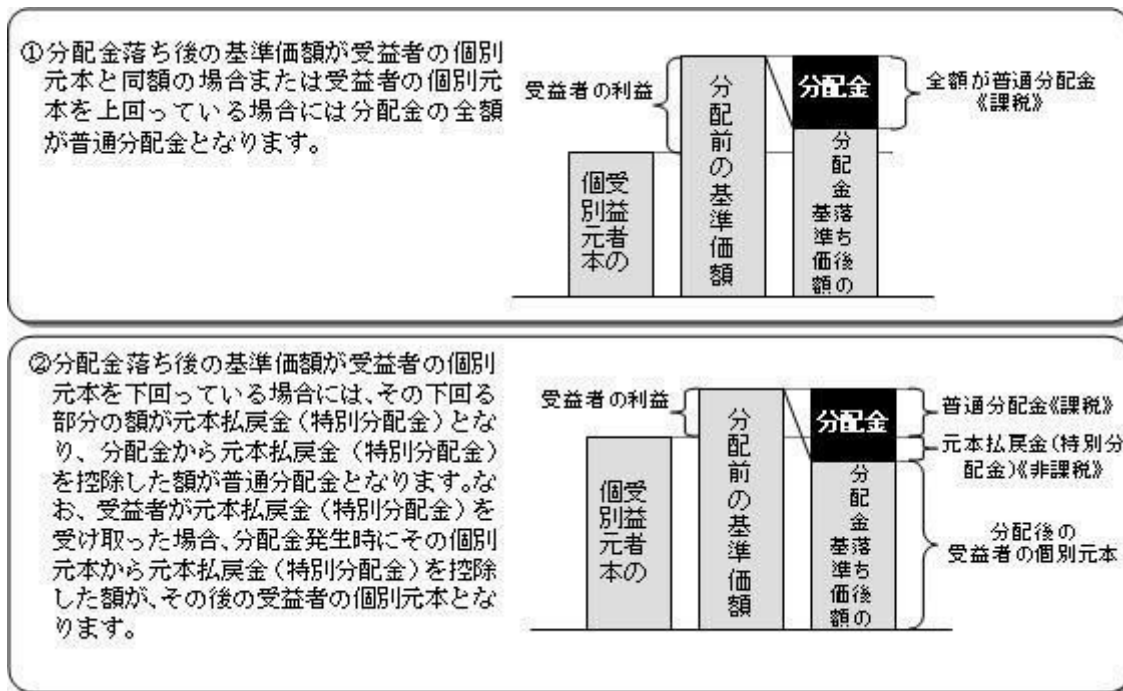 ①分配金落ち後の基準価額が受益者の個別
元本と同額の場合または受益者の個別元
本を上回っている場合には分配金の全額
が普通分配金となります。
受益者の利益
受益者の
個別元本
分配前の基準価額
分配金
分配金落ち後の
基準価額
全額が普通分配金
《課税》
②分配金落ち後の基準価額が受益者の個別
元本を下回っている場合には、その下回る
部分の額が元本払戻金(特別分配金)とな
り、分配金から元本払戻金(特別分配金)
を控除した額が普通分配金となります。な
お、受益者が元本払戻金(特別分配金)を
受け取った場合、分配金発生時にその個別
元本から元本払戻金(特別分配金)を控除
した額が、その後の受益者の個別元本とな
ります。
受益者の利益
受益者の
個別元本
分配前の基準価額
分配金
分配金落ち後の
基準価額
普通分配金《課税》
元本払戻金(特別分
配金)《非課税》
分配後の
受益者の個別元本